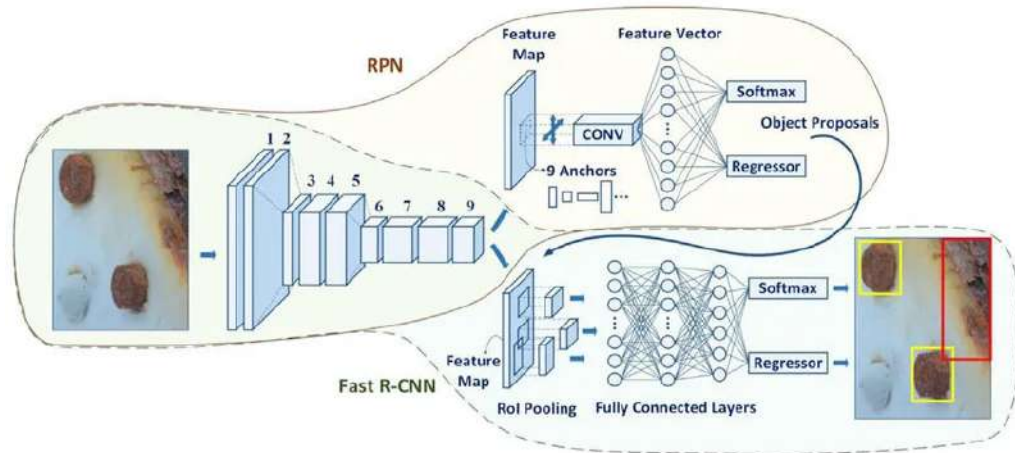 RPN
Feature
Map
Feature Vector
CONV
Softmax
Regressor
Object Proposals
9 Anchors
1 2
3 4 5
6 7 8 9
Feature
Map
Fast R-CNN
RoI Pooling
Fully Connected Layers
Softmax
Regressor